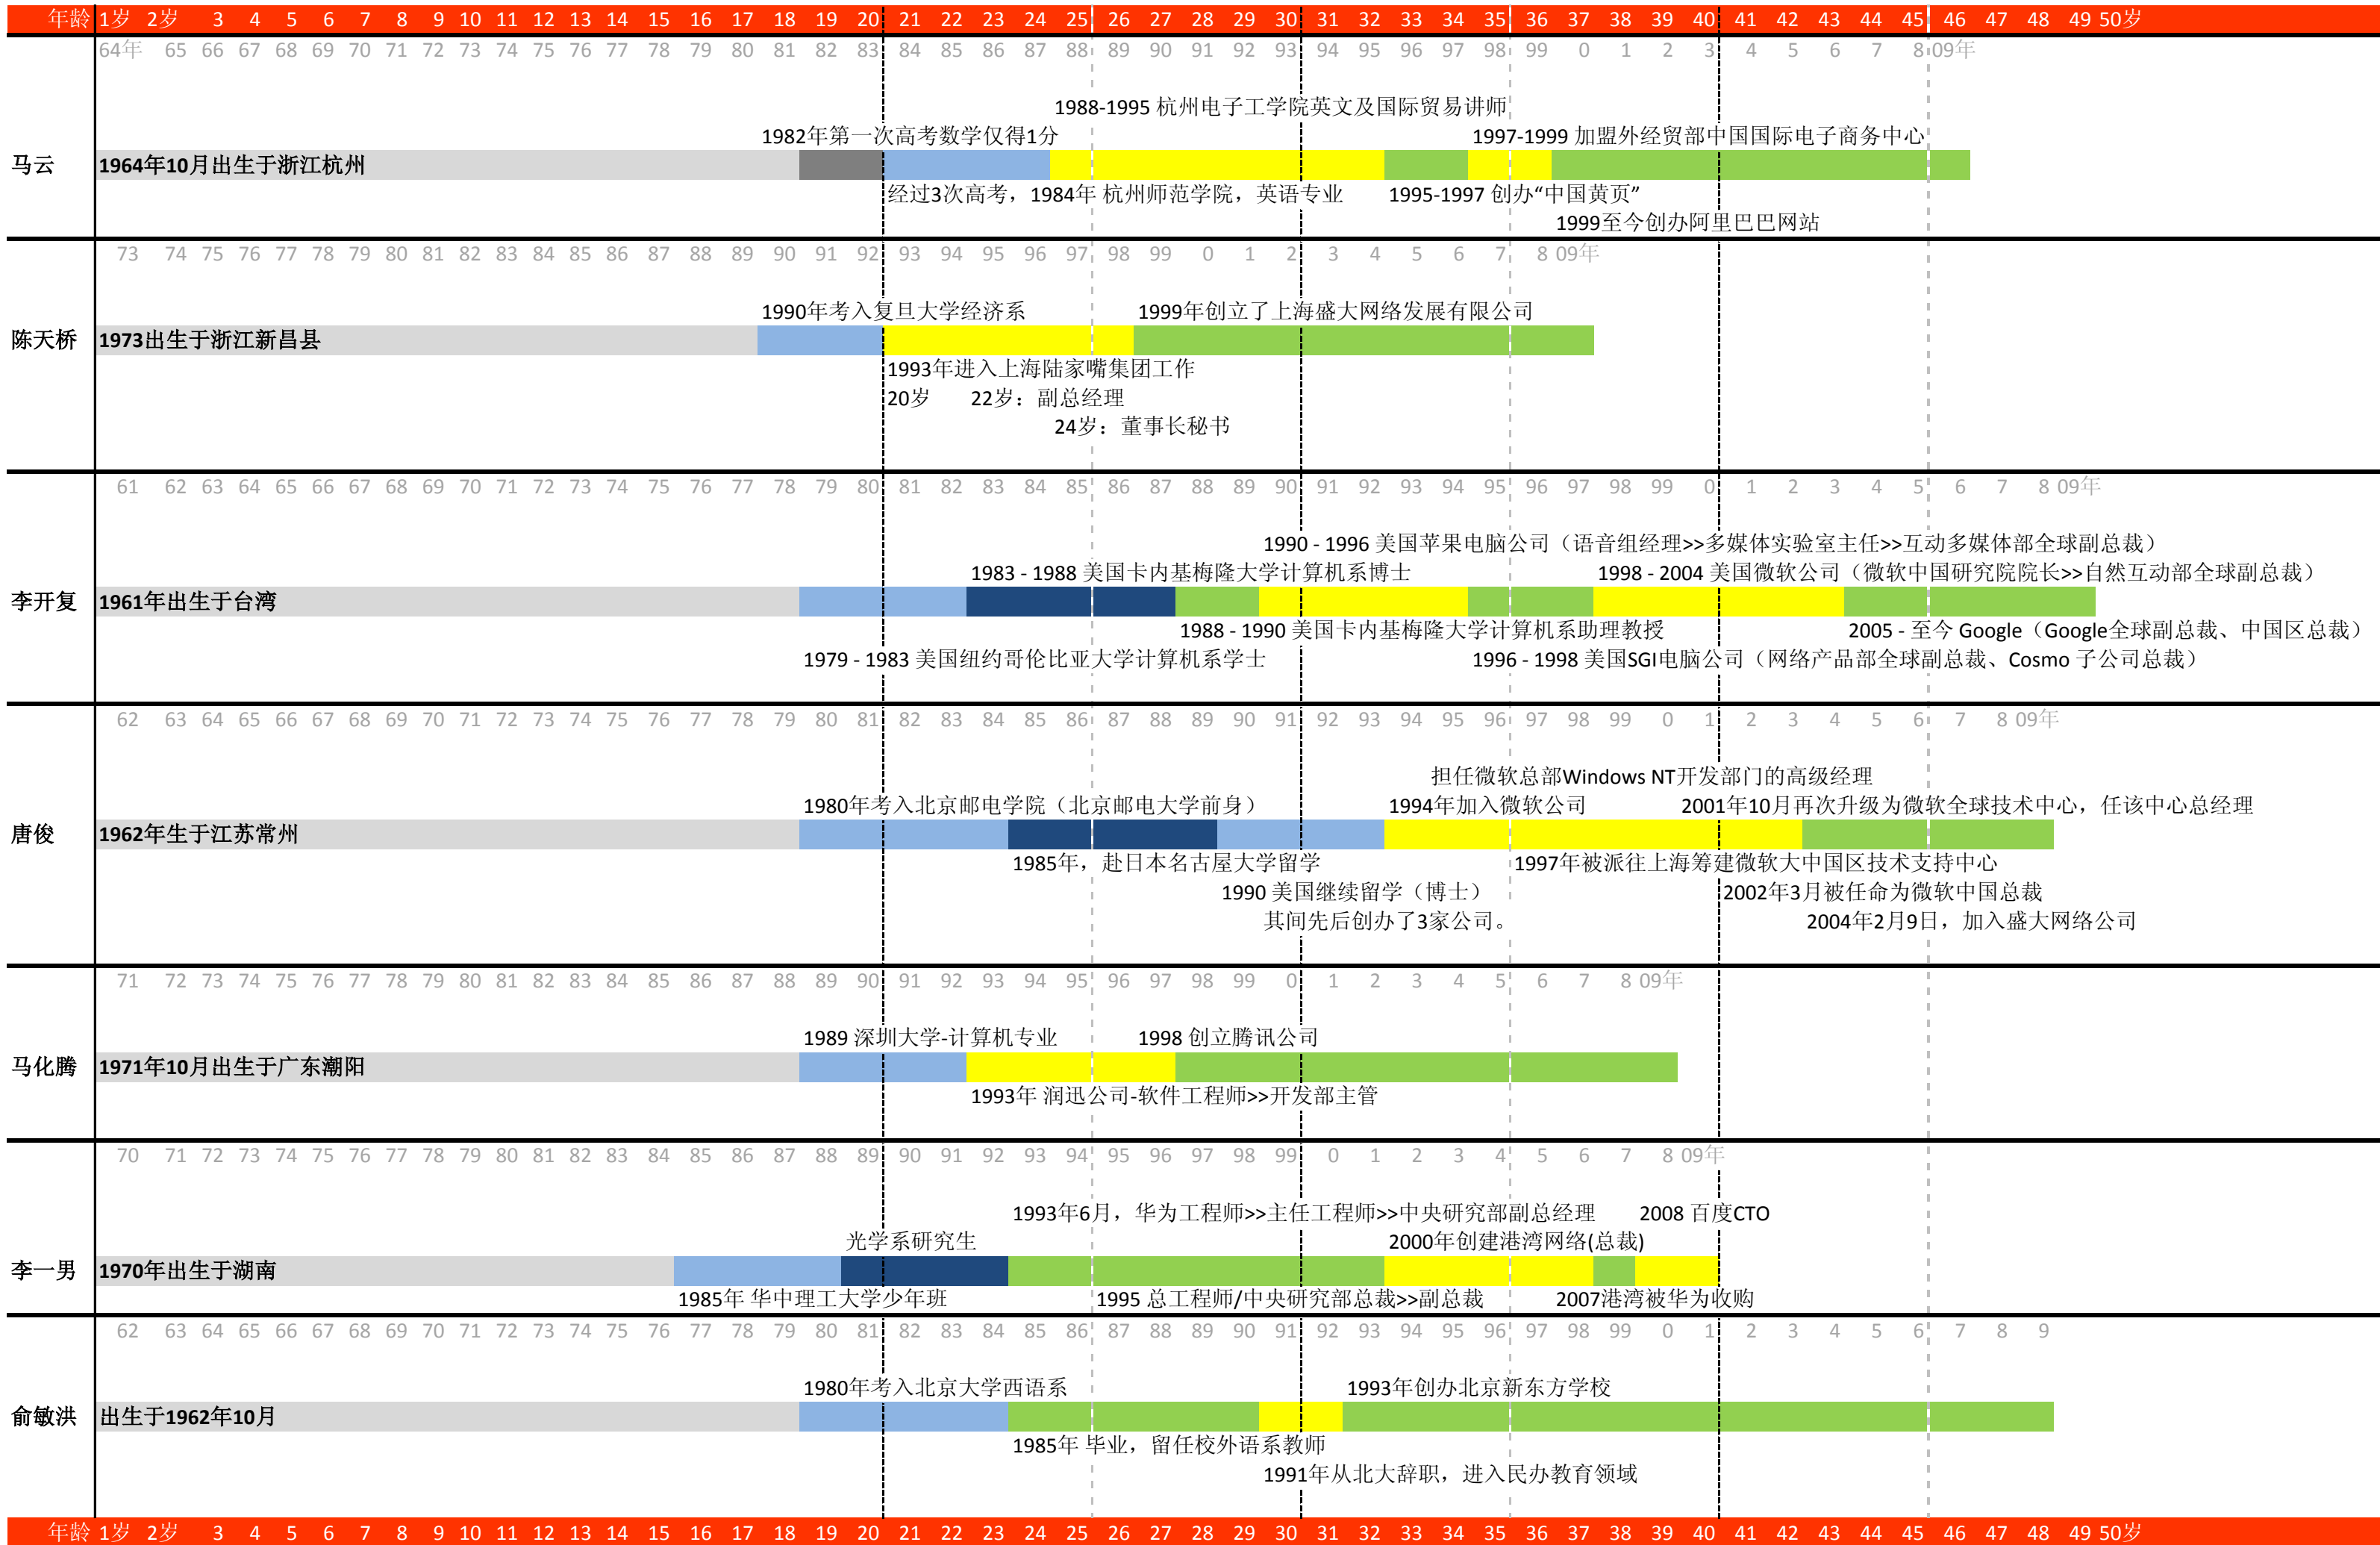 年龄 1岁 2岁 3 4 5 6 7 8 9 10 11 12 13 14 15 16 17 18 19 20 21 22 23 24 25 26 27 28 29 30 31 32 33 34 35 36 37 38 39 40 41 42 43 44 45 46 47 48 49 50岁
64年 65 66 67 68 69 70 71 72 73 74 75 76 77 78 79 80 81 82 83 84 85 86 87 88 89 90 91 92 93 94 95 96 97 98 99 0 1 2 3 4 5 6 7 8 09年
1988-1995 杭州电子工学院英文及国际贸易讲师
1982年第一次高考数学仅得1分 1997-1999 加盟外经贸部中国国际电子商务中心
马云 1964年10月出生于浙江杭州
经过3次高考，1984年 杭州师范学院，英语专业 1995-1997 创办“中国黄页”
1999至今创办阿里巴巴网站
73 74 75 76 77 78 79 80 81 82 83 84 85 86 87 88 89 90 91 92 93 94 95 96 97 98 99 0 1 2 3 4 5 6 7 8 09年
1990年考入复旦大学经济系 1999年创立了上海盛大网络发展有限公司
陈天桥 1973出生于浙江新昌县
1993年进入上海陆家嘴集团工作
20岁 22岁：副总经理
24岁：董事长秘书
61 62 63 64 65 66 67 68 69 70 71 72 73 74 75 76 77 78 79 80 81 82 83 84 85 86 87 88 89 90 91 92 93 94 95 96 97 98 99 0 1 2 3 4 5 6 7 8 09年
1990 - 1996 美国苹果电脑公司（语音组经理>>多媒体实验室主任>>互动多媒体部全球副总裁）
1983 - 1988 美国卡内基梅隆大学计算机系博士 1998 - 2004 美国微软公司（微软中国研究院院长>>自然互动部全球副总裁）
李开复 1961年出生于台湾
1988 - 1990 美国卡内基梅隆大学计算机系助理教授 2005 - 至今 Google（Google全球副总裁、中国区总裁）
1979 - 1983 美国纽约哥伦比亚大学计算机系学士 1996 - 1998 美国SGI电脑公司（网络产品部全球副总裁、Cosmo 子公司总裁）
62 63 64 65 66 67 68 69 70 71 72 73 74 75 76 77 78 79 80 81 82 83 84 85 86 87 88 89 90 91 92 93 94 95 96 97 98 99 0 1 2 3 4 5 6 7 8 09年
担任微软总部Windows NT开发部门的高级经理
1980年考入北京邮电学院（北京邮电大学前身） 1994年加入微软公司 2001年10月再次升级为微软全球技术中心，任该中心总经理
唐俊 1962年生于江苏常州
1985年，赴日本名古屋大学留学 1997年被派往上海筹建微软大中国区技术支持中心
1990 美国继续留学（博士） 2002年3月被任命为微软中国总裁
其间先后创办了3家公司。 2004年2月9日，加入盛大网络公司
71 72 73 74 75 76 77 78 79 80 81 82 83 84 85 86 87 88 89 90 91 92 93 94 95 96 97 98 99 0 1 2 3 4 5 6 7 8 09年
1989 深圳大学-计算机专业 1998 创立腾讯公司
马化腾 1971年10月出生于广东潮阳
1993年 润迅公司-软件工程师>>开发部主管
70 71 72 73 74 75 76 77 78 79 80 81 82 83 84 85 86 87 88 89 90 91 92 93 94 95 96 97 98 99 0 1 2 3 4 5 6 7 8 09年
1993年6月，华为工程师>>主任工程师>>中央研究部副总经理 2008 百度CTO
光学系研究生 2000年创建港湾网络(总裁)
李一男 1970年出生于湖南
1985年 华中理工大学少年班 1995 总工程师/中央研究部总裁>>副总裁 2007港湾被华为收购
62 63 64 65 66 67 68 69 70 71 72 73 74 75 76 77 78 79 80 81 82 83 84 85 86 87 88 89 90 91 92 93 94 95 96 97 98 99 0 1 2 3 4 5 6 7 8 9
1980年考入北京大学西语系 1993年创办北京新东方学校
俞敏洪 出生于1962年10月
1985年 毕业，留任校外语系教师
1991年从北大辞职，进入民办教育领域
年龄 1岁 2岁 3 4 5 6 7 8 9 10 11 12 13 14 15 16 17 18 19 20 21 22 23 24 25 26 27 28 29 30 31 32 33 34 35 36 37 38 39 40 41 42 43 44 45 46 47 48 49 50岁